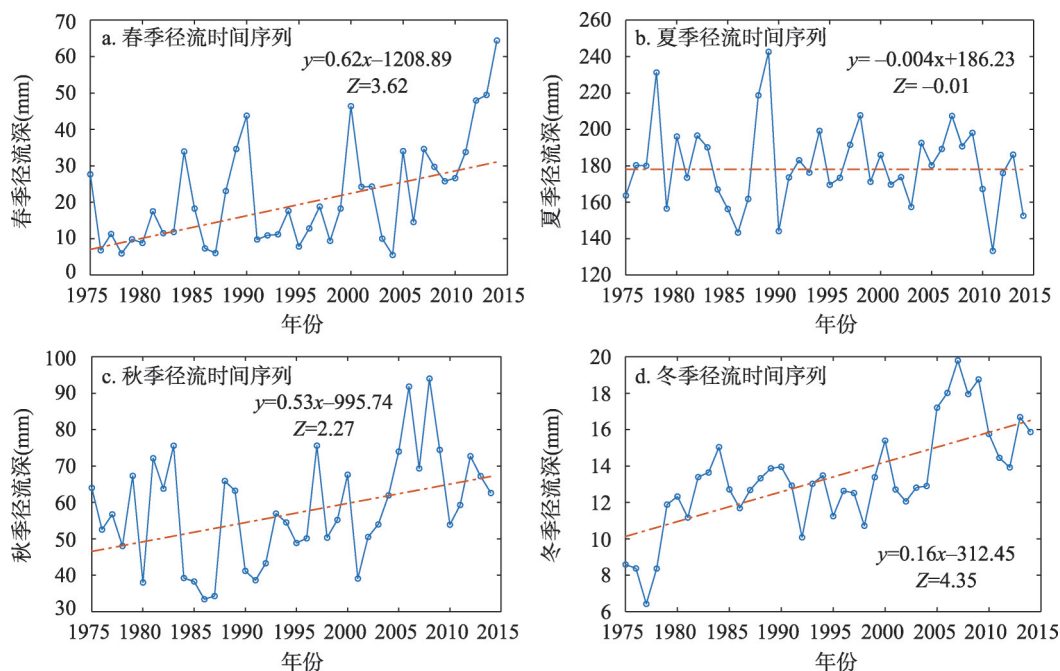 a. 春季径流时间序列
y=0.62x–1208.89
Z=3.62
春季径流深(mm)
70
60
50
40
30
20
10
0
1975 1980 1985 1990 1995 2000 2005 2010 2015
年份
b. 夏季径流时间序列
y= –0.004x+186.23
Z= –0.01
夏季径流深(mm)
260
240
220
200
180
160
140
120
1975 1980 1985 1990 1995 2000 2005 2010 2015
年份
c. 秋季径流时间序列
y=0.53x–995.74
Z=2.27
秋季径流深(mm)
100
90
80
70
60
50
40
30
1975 1980 1985 1990 1995 2000 2005 2010 2015
年份
d. 冬季径流时间序列
y=0.16x–312.45
Z=4.35
冬季径流深(mm)
20
18
16
14
12
10
8
6
1975 1980 1985 1990 1995 2000 2005 2010 2015
年份